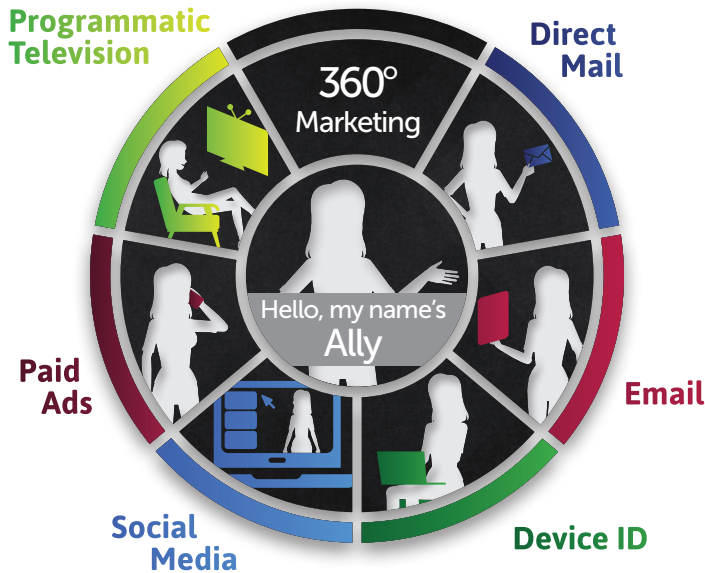 Programmatic
Television
360°
Marketing
Direct
Mail
Hello, my name's
Ally
Paid
Ads
Email
Social
Media
Device ID